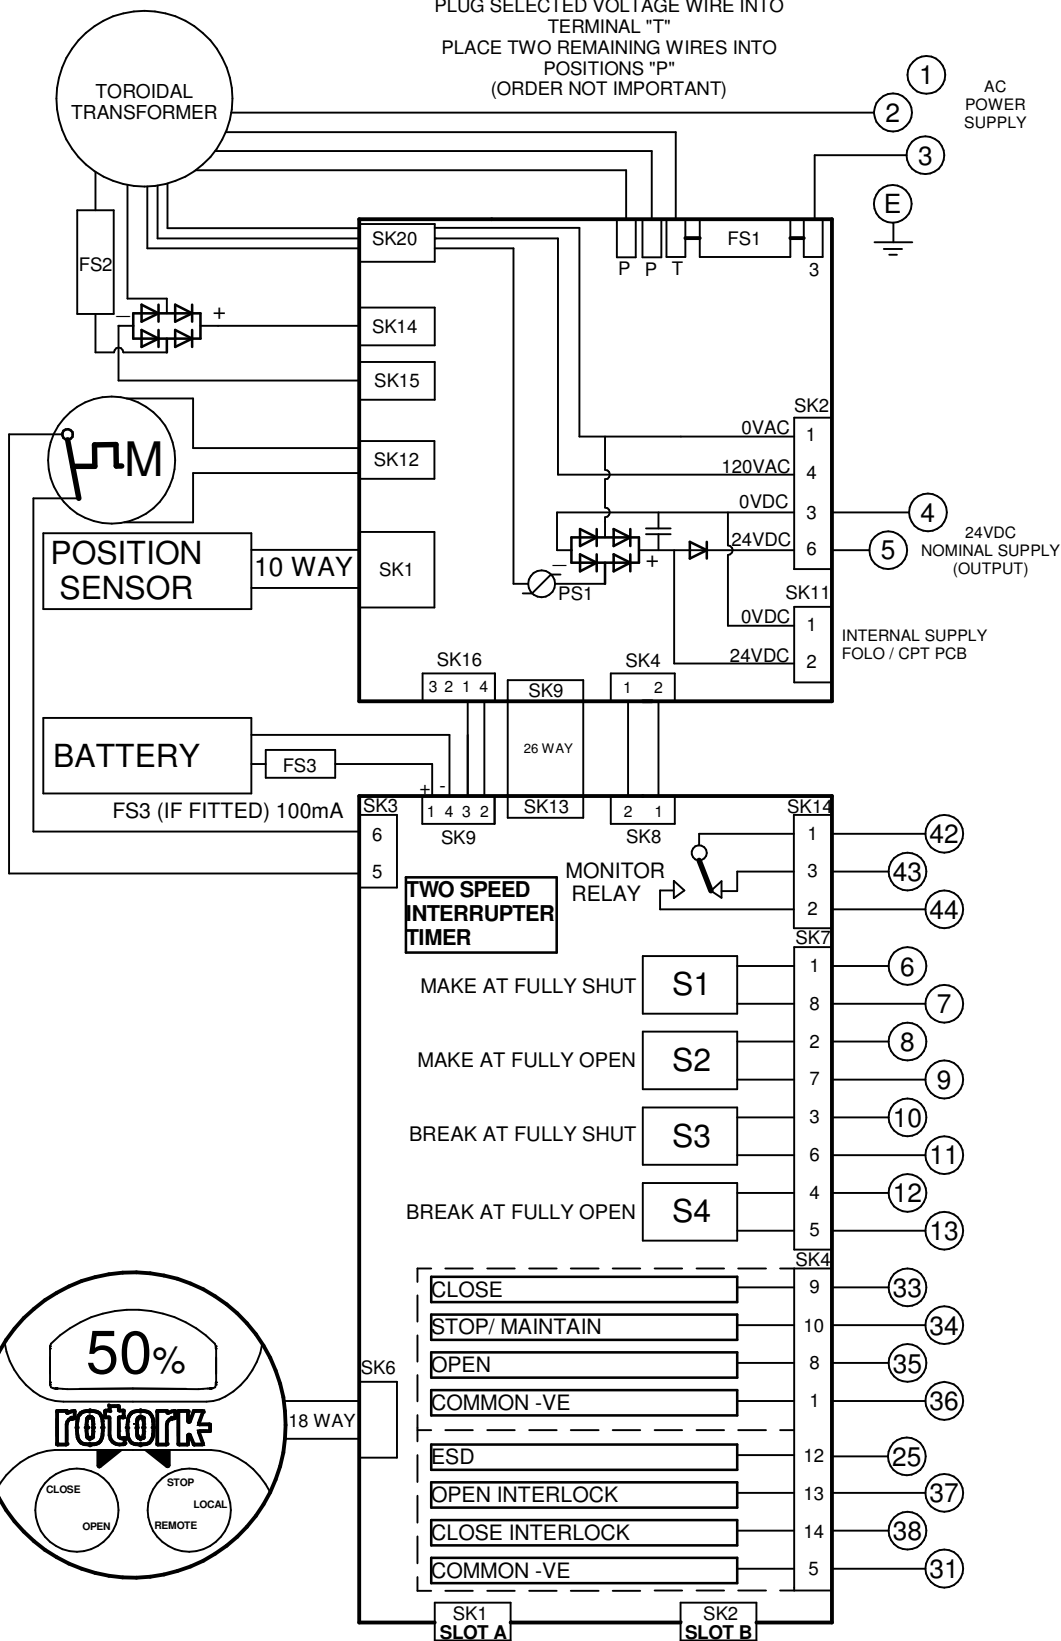 PLUG SELECTED VOLTAGE WIRE INTO
TERMINAL "T"
PLACE TWO REMAINING WIRES INTO
POSITIONS "P"
(ORDER NOT IMPORTANT)
TOROIDAL
TRANSFORMER
1
2
AC
POWER
SUPPLY
3
E
FS2
SK20
P P T
FS1
3
– +
SK14
SK15
M
SK12
POSITION
SENSOR
10 WAY
SK1
SK2
0VAC 1
120VAC 4
0VDC 3
24VDC 6
4
5
24VDC
NOMINAL SUPPLY
(OUTPUT)
– +
PS1
SK11
0VDC 1
24VDC 2
INTERNAL SUPPLY
FOLO / CPT PCB
SK16
3 2 1 4
SK9
SK4
1 2
BATTERY
FS3
26 WAY
FS3 (IF FITTED) 100mA
SK3
6
5
+ -
1 4 3 2
SK9
SK13
2 1
SK8
SK14
TWO SPEED
INTERRUPTER
TIMER
MONITOR
RELAY
1 42
3 43
2 44
SK7
MAKE AT FULLY SHUT S1 1 6
8 7
MAKE AT FULLY OPEN S2 2 8
7 9
BREAK AT FULLY SHUT S3 3 10
6 11
BREAK AT FULLY OPEN S4 4 12
5 13
SK4
CLOSE 9 33
STOP/ MAINTAIN 10 34
OPEN 8 35
COMMON -VE 1 36
ESD 12 25
OPEN INTERLOCK 13 37
CLOSE INTERLOCK 14 38
COMMON -VE 5 31
50%
rotork
CLOSE
OPEN
STOP
LOCAL
REMOTE
18 WAY
SK6
SK1
SLOT A
SK2
SLOT B